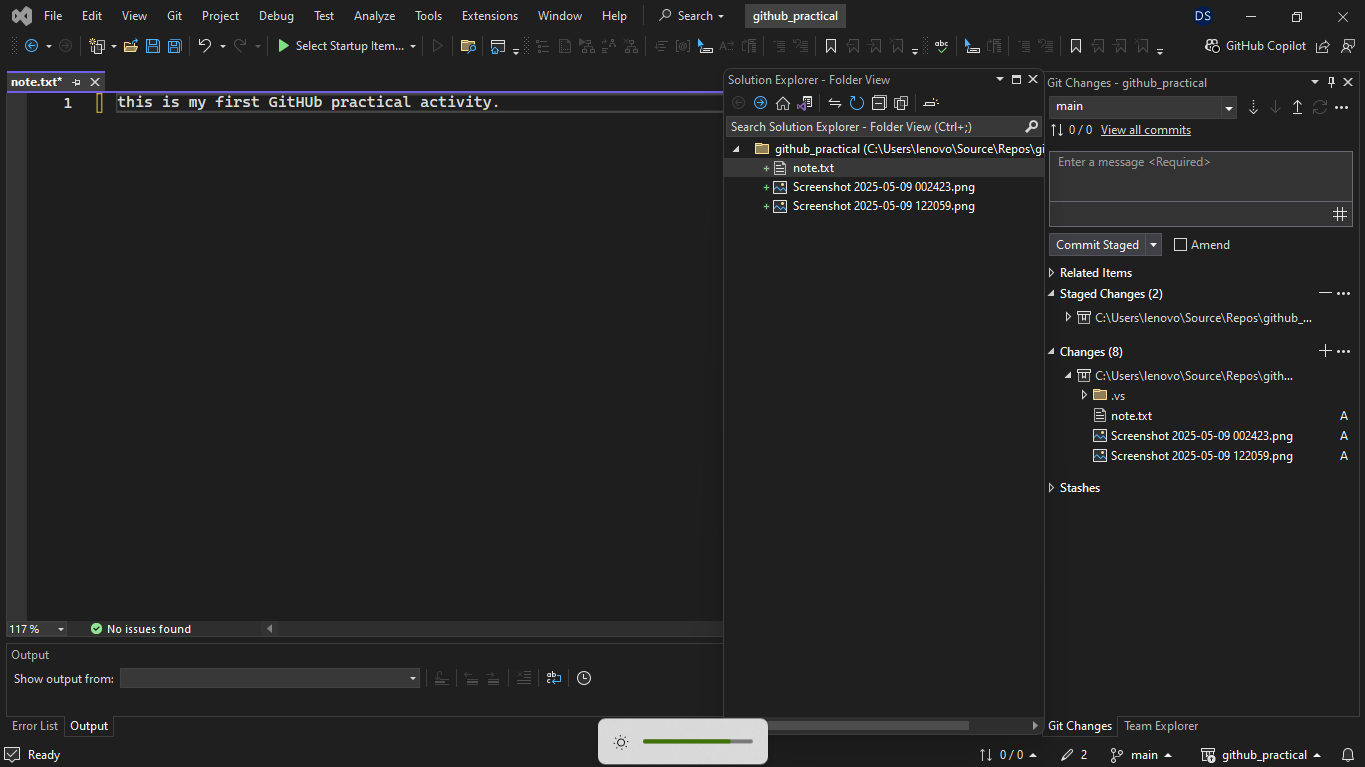 File Edit View Git Project Debug Test Analyze Tools Extensions Window Help Search github_practical DS
Select Startup Item... GitHub Copilot
note.txt*
1 this is my first GitHUb practical activity.
117 % No issues found
Output
Show output from:
Error List Output
Solution Explorer - Folder View
Search Solution Explorer - Folder View (Ctrl+;)
github_practical (C:\Users\lenovo\Source\Repos\gi
+ note.txt
+ Screenshot 2025-05-09 002423.png
+ Screenshot 2025-05-09 122059.png
Git Changes - github_practical
main
0 / 0 View all commits
Enter a message <Required>
Commit Staged Amend
Related Items
Staged Changes (2)
C:\Users\lenovo\Source\Repos\github_...
Changes (8)
C:\Users\lenovo\Source\Repos\gith...
.vs
note.txt A
Screenshot 2025-05-09 002423.png A
Screenshot 2025-05-09 122059.png A
Stashes
Git Changes Team Explorer
Ready 0 / 0 2 main github_practical